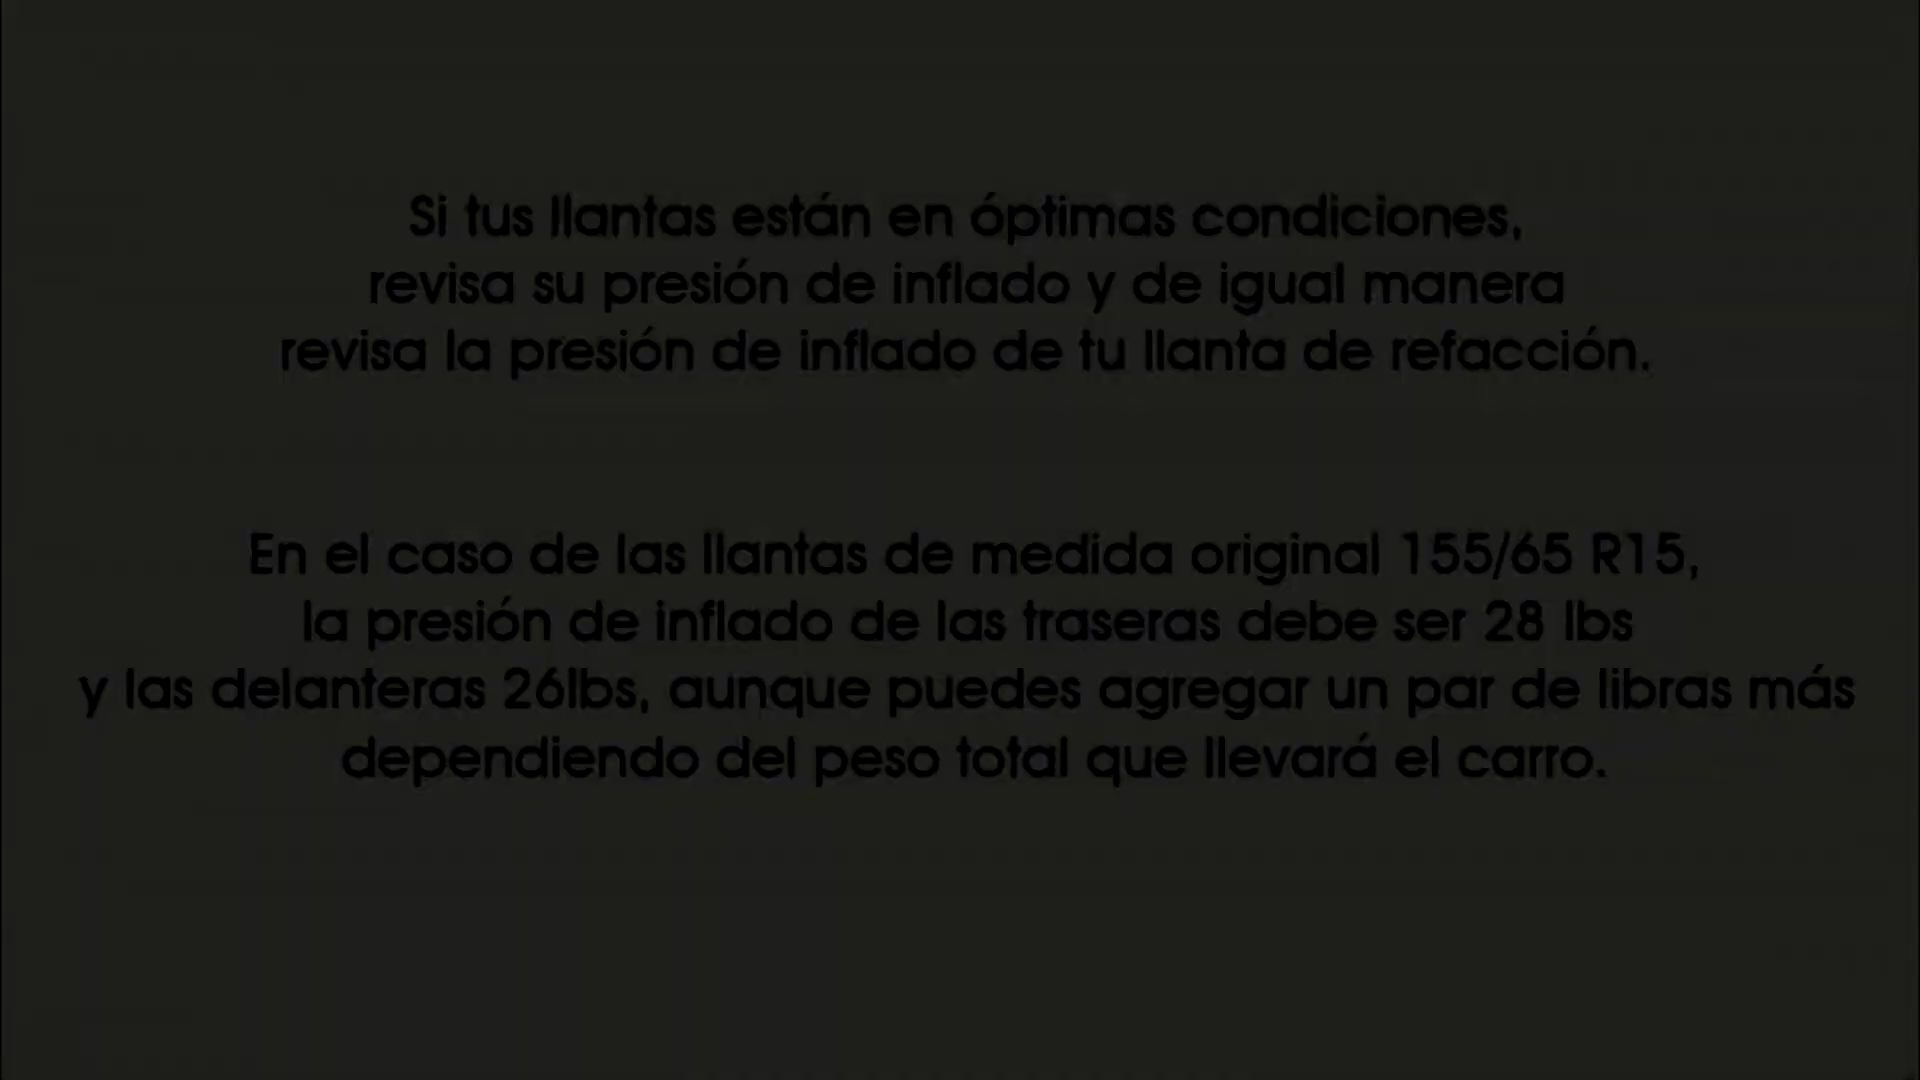 Si tus llantas están en óptimas condiciones,
revisa su presión de inflado y de igual manera
revisa la presión de inflado de tu llanta de refacción.
En el caso de las llantas de medida original 155/65 R15,
la presión de inflado de las traseras debe ser 28 lbs
y las delanteras 26lbs, aunque puedes agregar un par de libras más
dependiendo del peso total que llevará el carro.